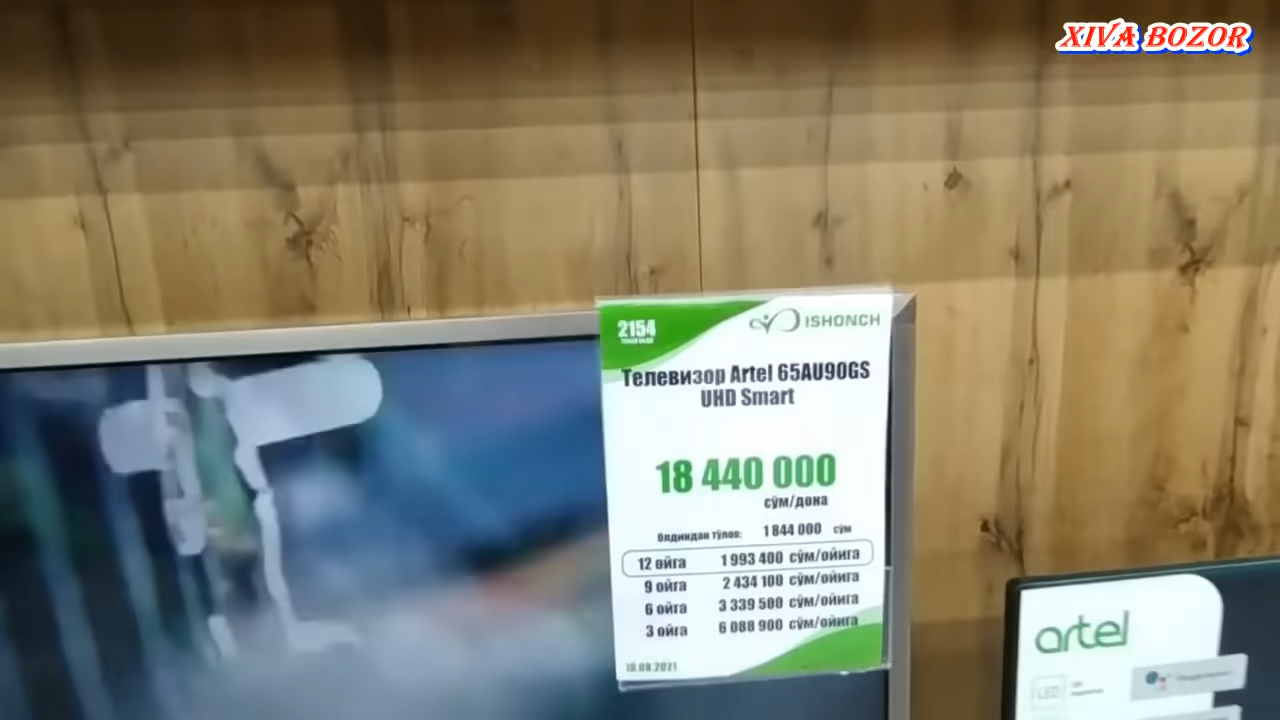 XIVA BOZOR
2154
ISHONCH
Телевизор Artel 65AU90GS
UHD Smart
18 440 000
сўм/дона
Олдиндан тўлов: 1 844 000 сўм
12 ойга 1 993 400 сўм/ойига
9 ойга 2 434 100 сўм/ойига
6 ойга 3 339 500 сўм/ойига
3 ойга 6 088 900 сўм/ойига
10.08.2021
artel
LED